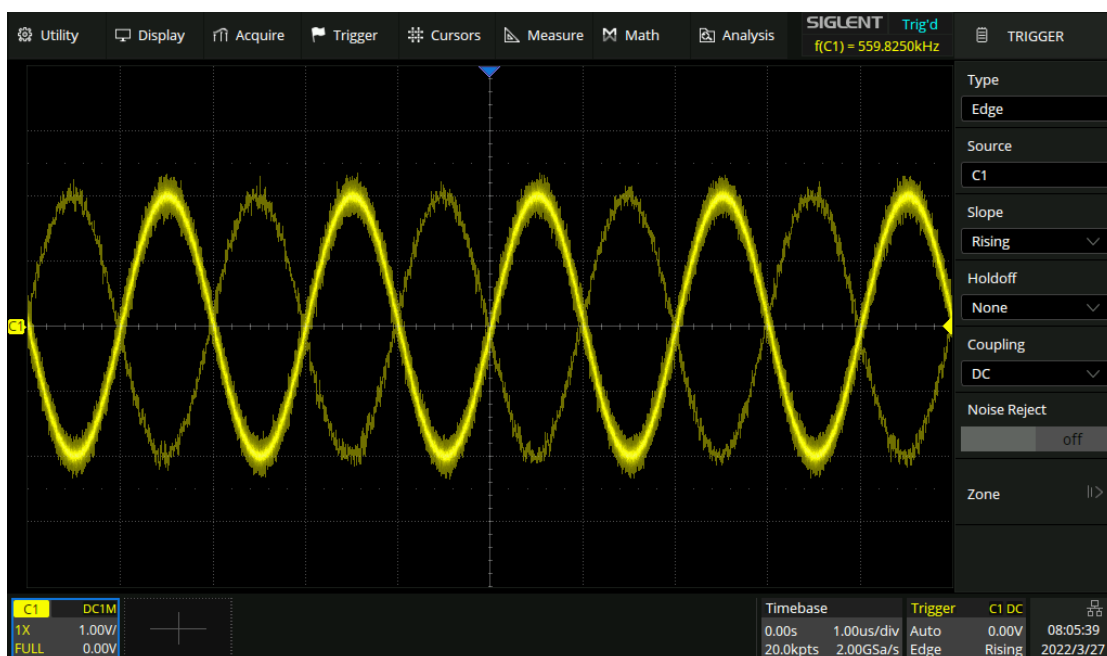 Utility Display Acquire Trigger Cursors Measure Math Analysis SIGLENT Trig'd
f(C1) = 559.8250kHz
TRIGGER
Type
Edge
Source
C1
Slope
Rising
Holdoff
None
Coupling
DC
Noise Reject
off
Zone
C1
C1 DC1M
1X 1.00V/
FULL 0.00V
Timebase
0.00s 1.00us/div
20.0kpts 2.00GSa/s
Trigger C1 DC
Auto 0.00V
Edge Rising
08:05:39
2022/3/27